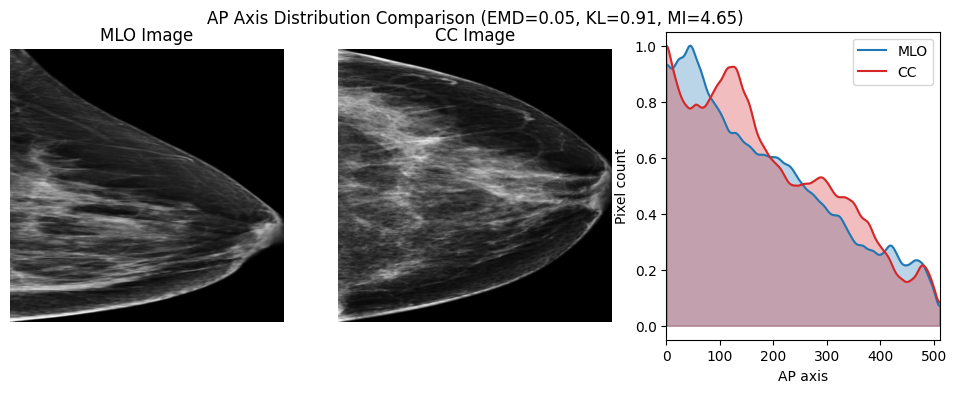 AP Axis Distribution Comparison (EMD=0.05, KL=0.91, MI=4.65)
MLO Image
CC Image
MLO
CC
Pixel count
1.0
0.8
0.6
0.4
0.2
0.0
0 100 200 300 400 500
AP axis